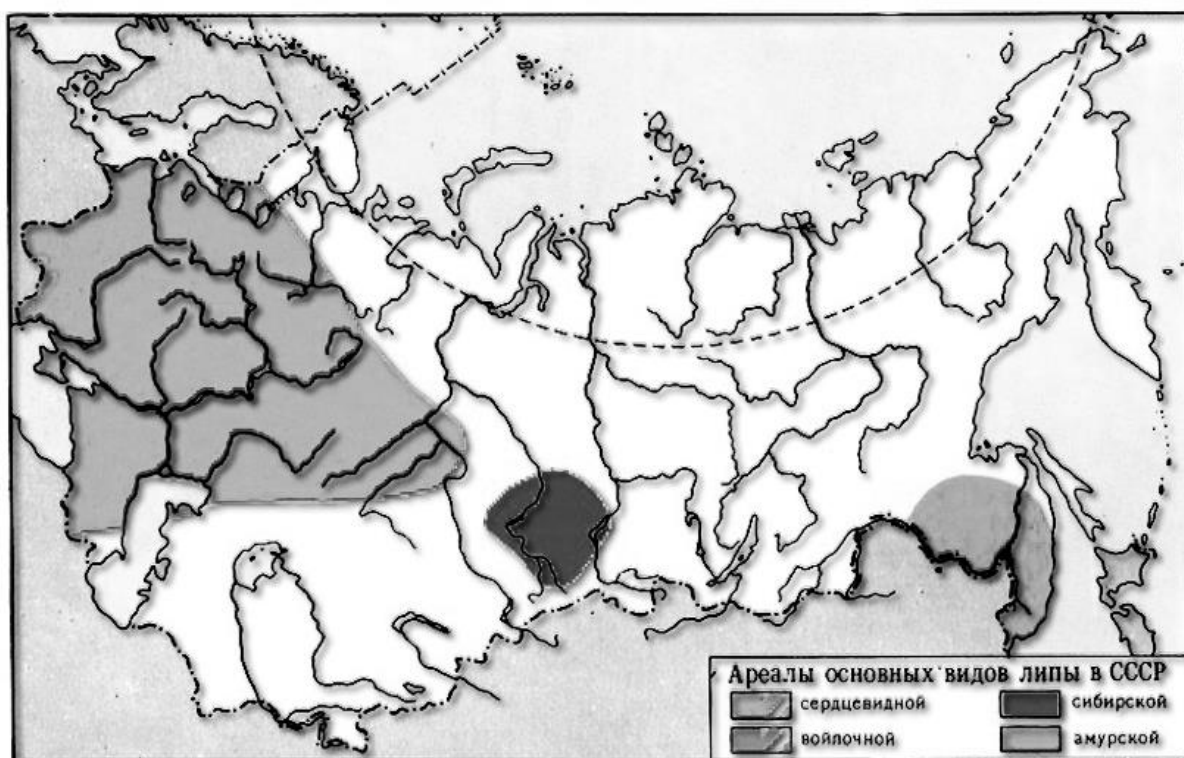 Ареалы основных видов липы в СССР
сердцевидной
сибирской
войлочной
амурской